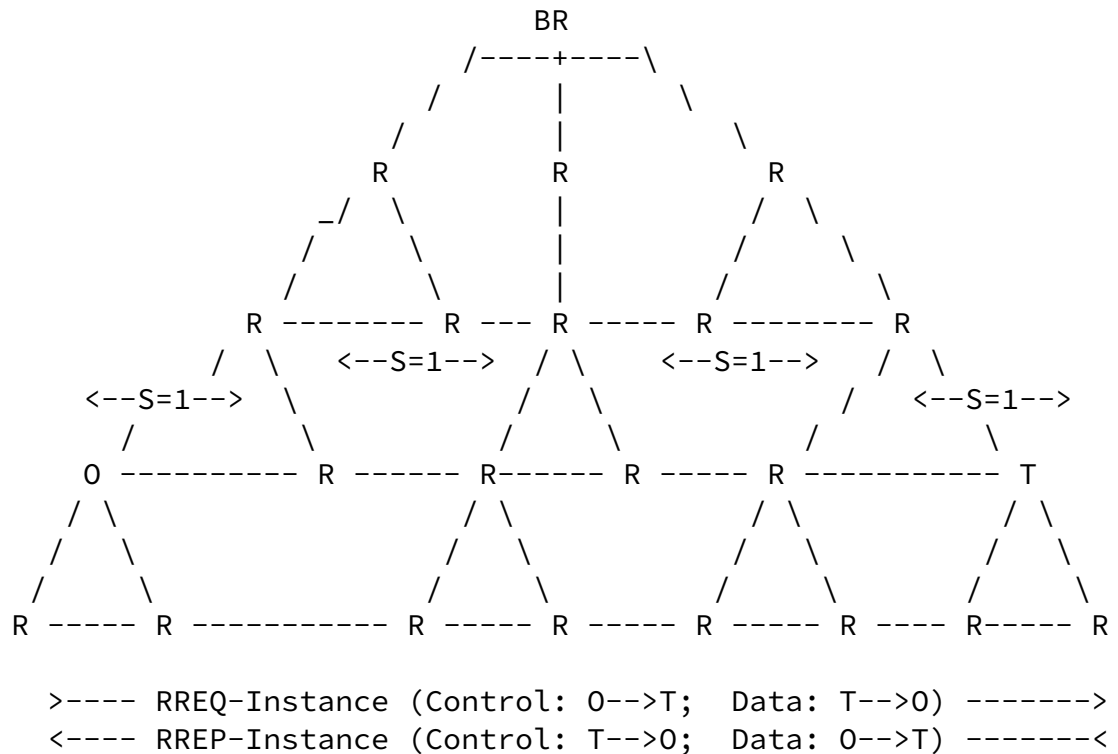 BR
R R R
R -------- R --- R ----- R -------- R
<--S=1--> <--S=1-->
<--S=1--> <--S=1-->
O ---------- R ------ R------ R ----- R ----------- T
R ----- R ----------- R ----- R ----- R ----- R ---- R----- R
>---- RREQ-Instance (Control: O-->T; Data: T-->O) ------->
<---- RREP-Instance (Control: T-->O; Data: O-->T) -------<